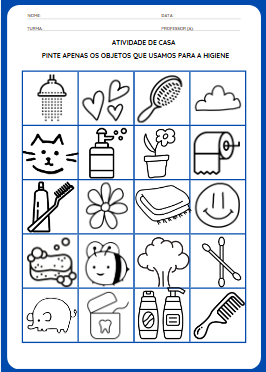 NOME
DATA
TURMA
PROFESSOR (A)
ATIVIDADE DE CASA
PINTE APENAS OS OBJETOS QUE USAMOS PARA A HIGIENE